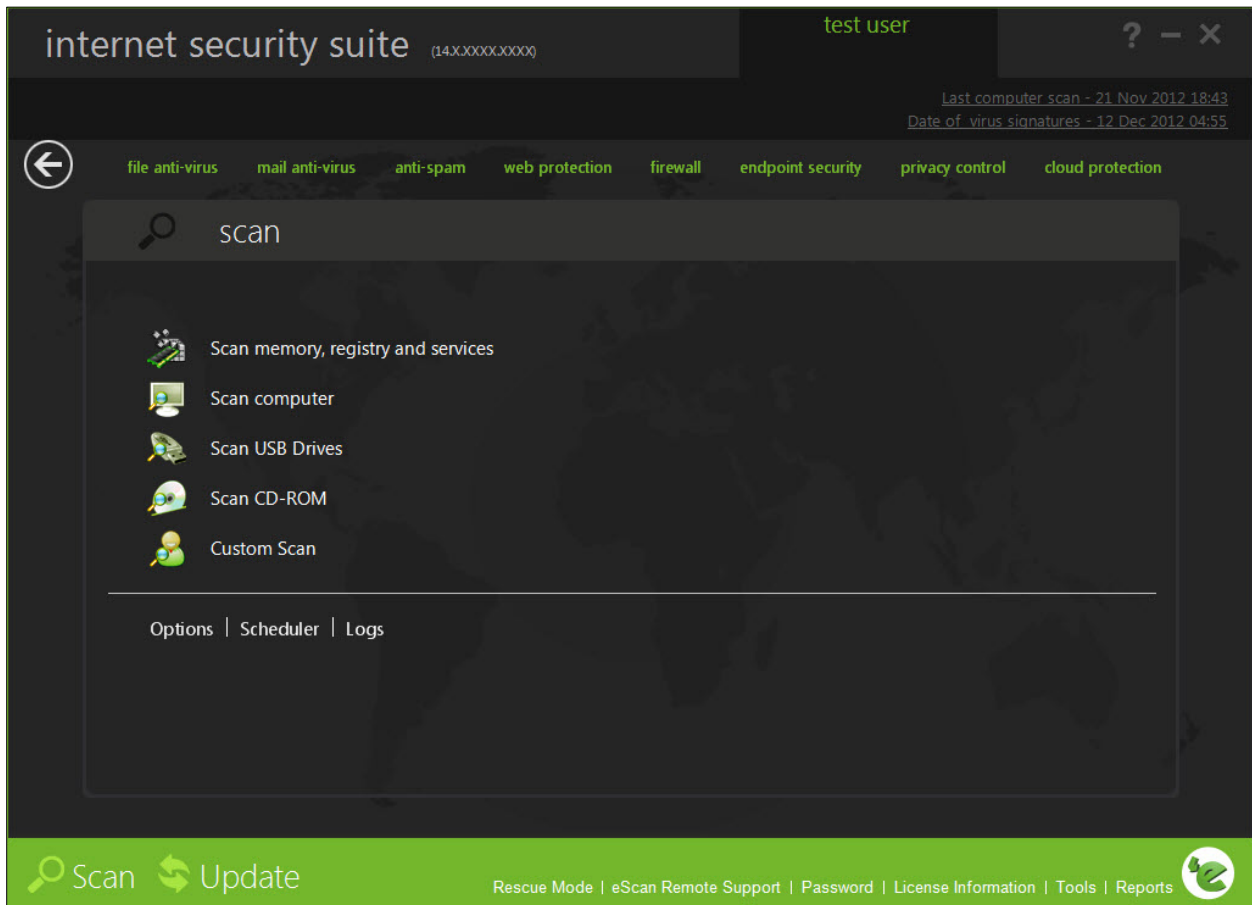 internet security suite (14.X.XXXX.XXXX)
test user
? – ×
Last computer scan - 21 Nov 2012 18:43
Date of virus signatures - 12 Dec 2012 04:55
file anti-virus mail anti-virus anti-spam web protection firewall endpoint security privacy control cloud protection
scan
Scan memory, registry and services
Scan computer
Scan USB Drives
Scan CD-ROM
Custom Scan
Options | Scheduler | Logs
Scan Update
Rescue Mode | eScan Remote Support | Password | License Information | Tools | Reports